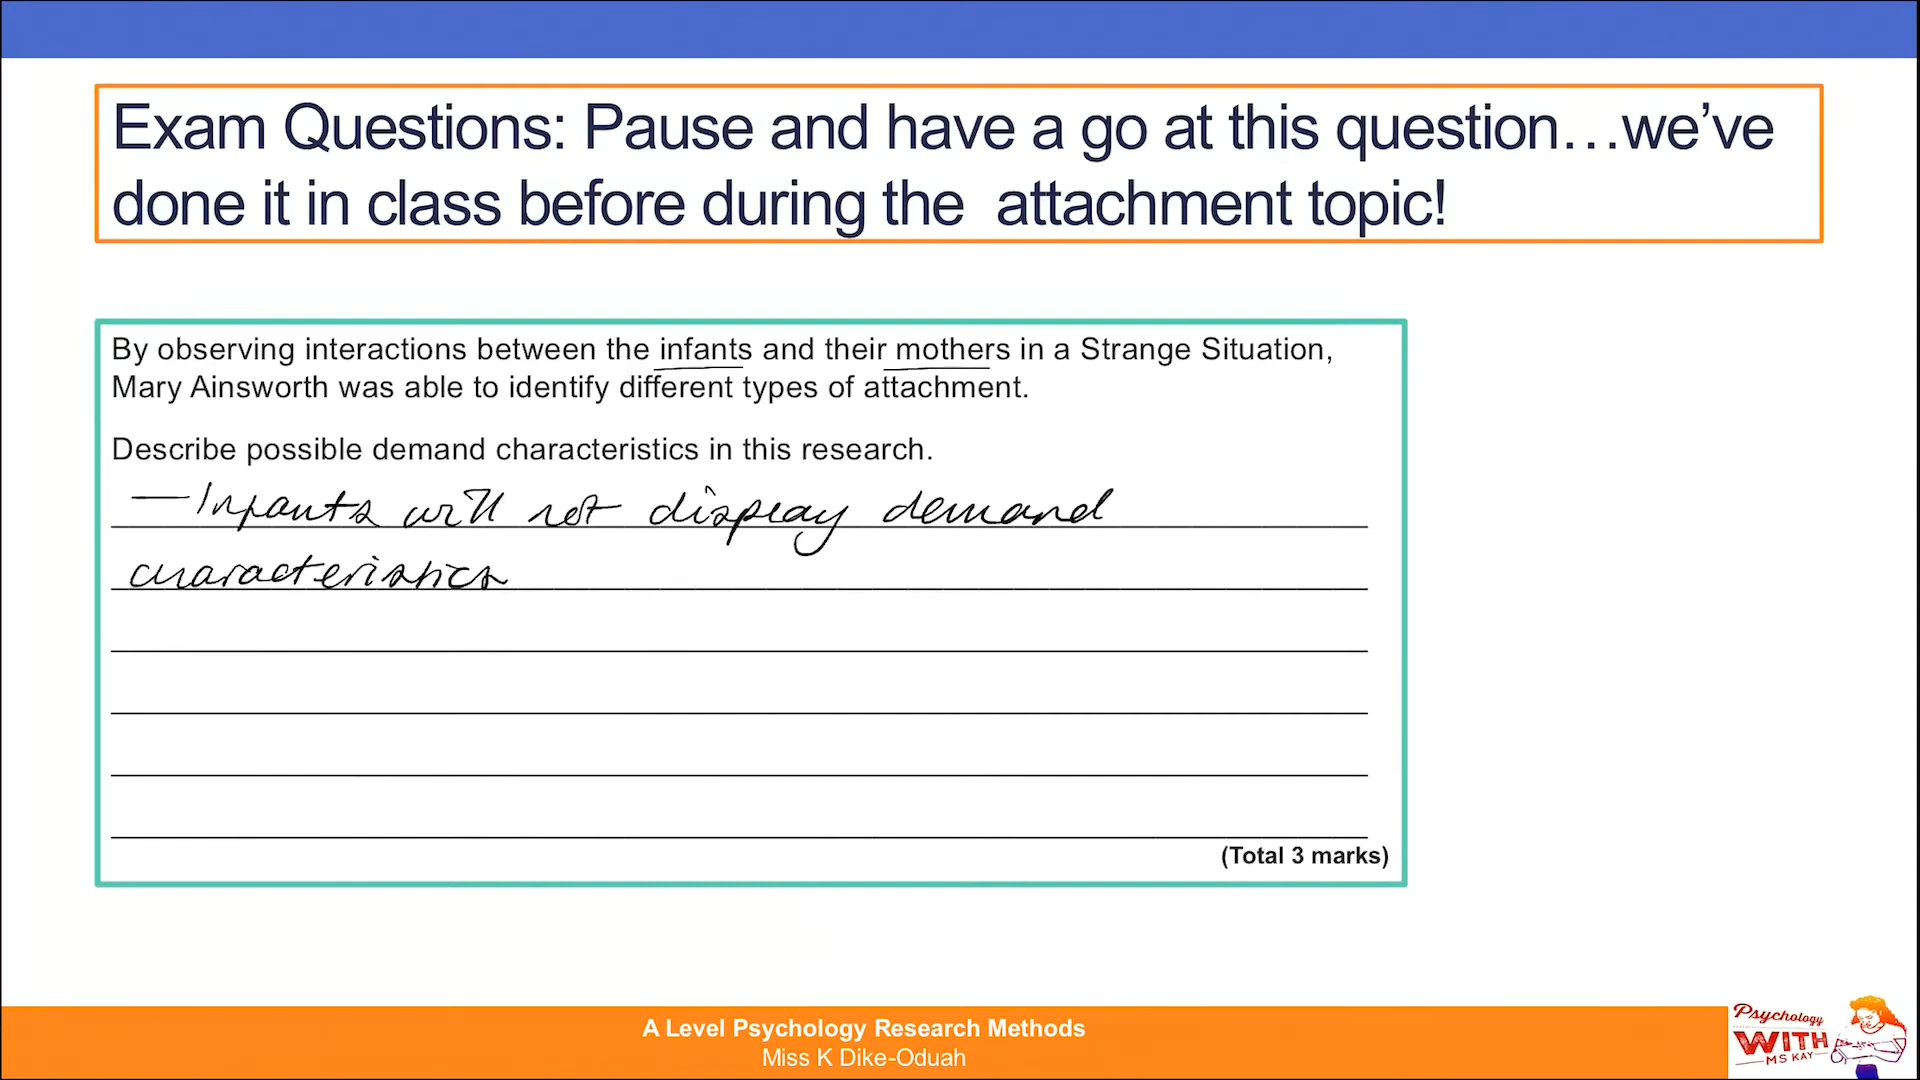 Exam Questions: Pause and have a go at this question…we’ve
done it in class before during the attachment topic!
By observing interactions between the infants and their mothers in a Strange Situation,
Mary Ainsworth was able to identify different types of attachment.
Describe possible demand characteristics in this research.
— Infants will not display demand
characteristics
(Total 3 marks)
A Level Psychology Research Methods
Miss K Dike-Oduah
Psychology
WITH
MS KAY